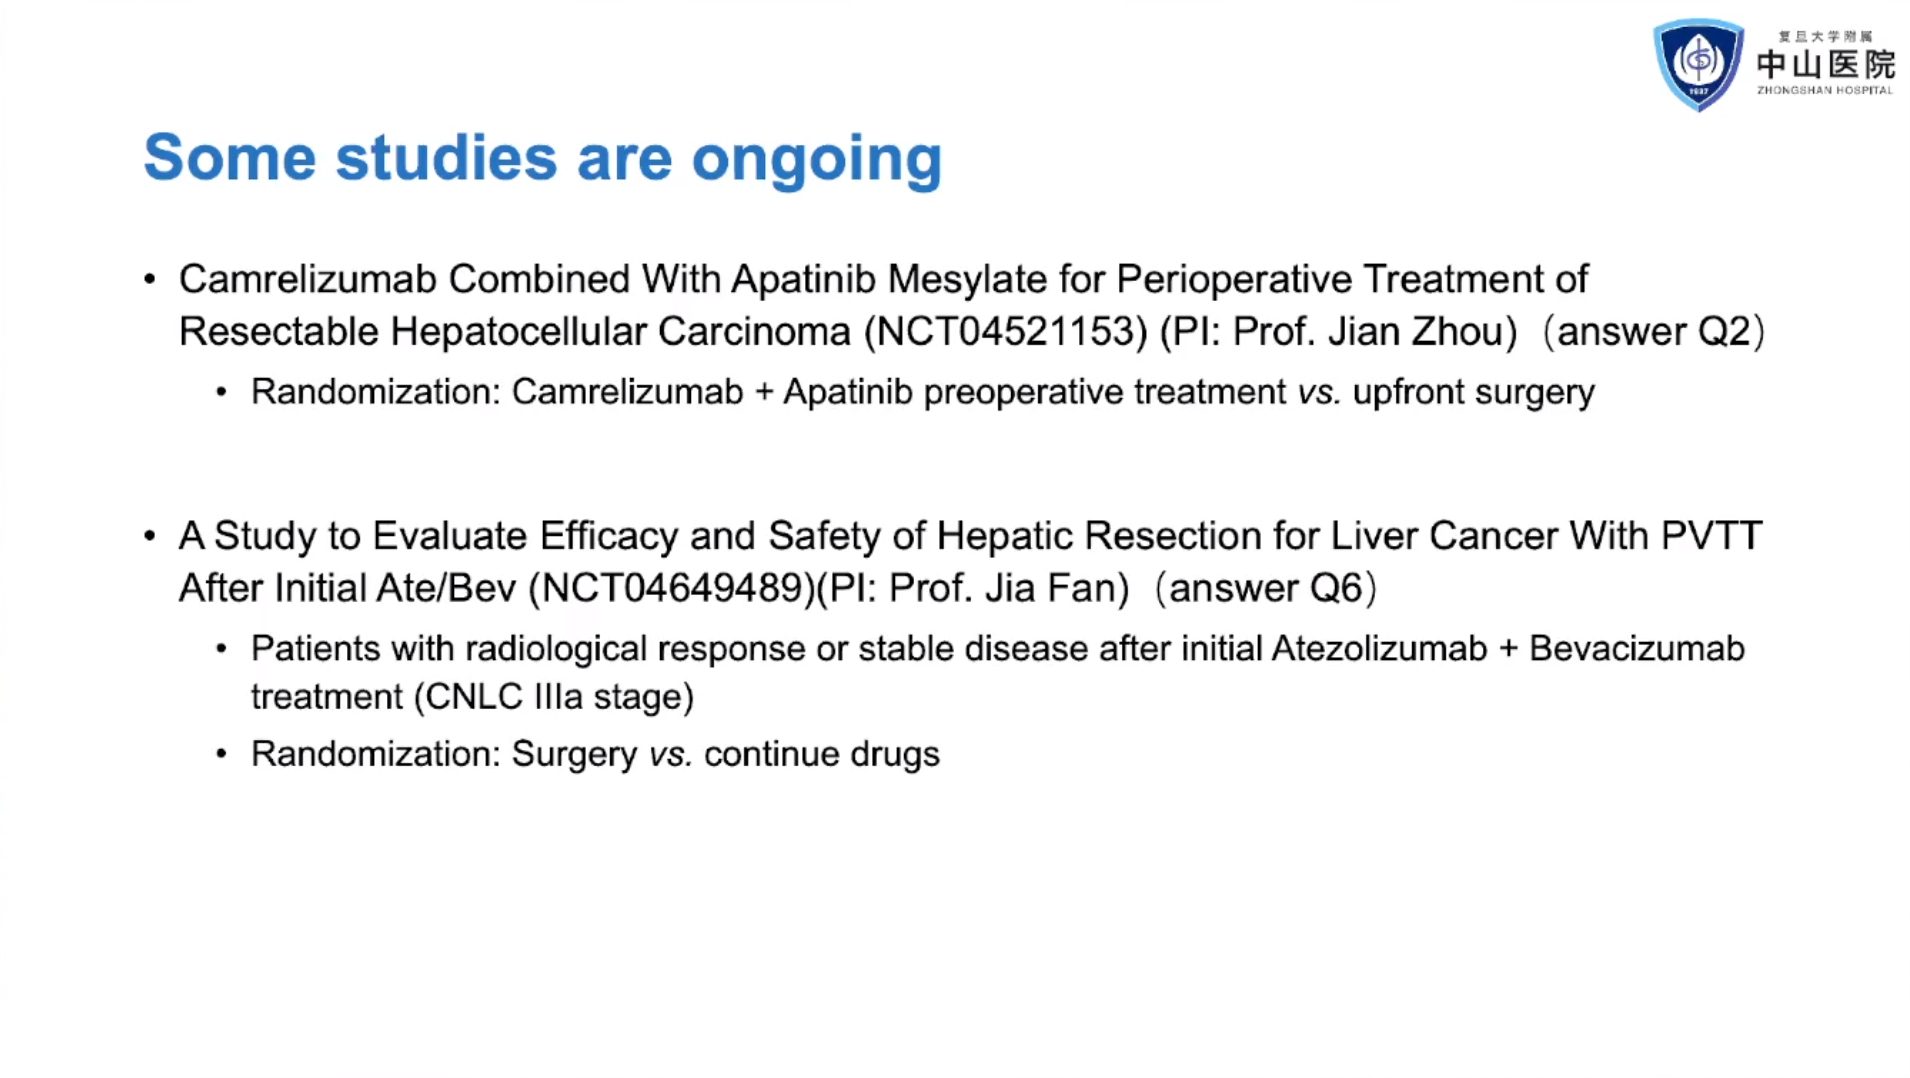 复旦大学附属
中山医院
ZHONGSHAN HOSPITAL
1937
Some studies are ongoing
• Camrelizumab Combined With Apatinib Mesylate for Perioperative Treatment of
Resectable Hepatocellular Carcinoma (NCT04521153) (PI: Prof. Jian Zhou)（answer Q2）
• Randomization: Camrelizumab + Apatinib preoperative treatment vs. upfront surgery
• A Study to Evaluate Efficacy and Safety of Hepatic Resection for Liver Cancer With PVTT
After Initial Ate/Bev (NCT04649489)(PI: Prof. Jia Fan)（answer Q6）
• Patients with radiological response or stable disease after initial Atezolizumab + Bevacizumab
treatment (CNLC IIIa stage)
• Randomization: Surgery vs. continue drugs